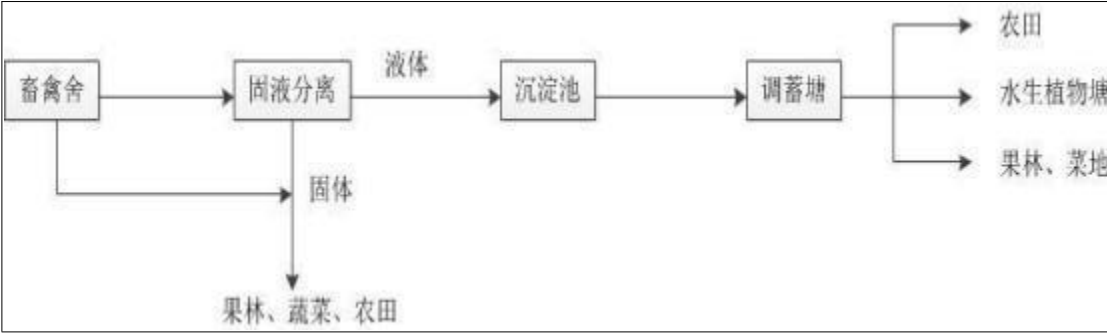 农田
液体
畜禽舍
固液分离
沉淀池
调蓄塘
水生植物塘
果林、菜地
固体
果林、蔬菜、农田